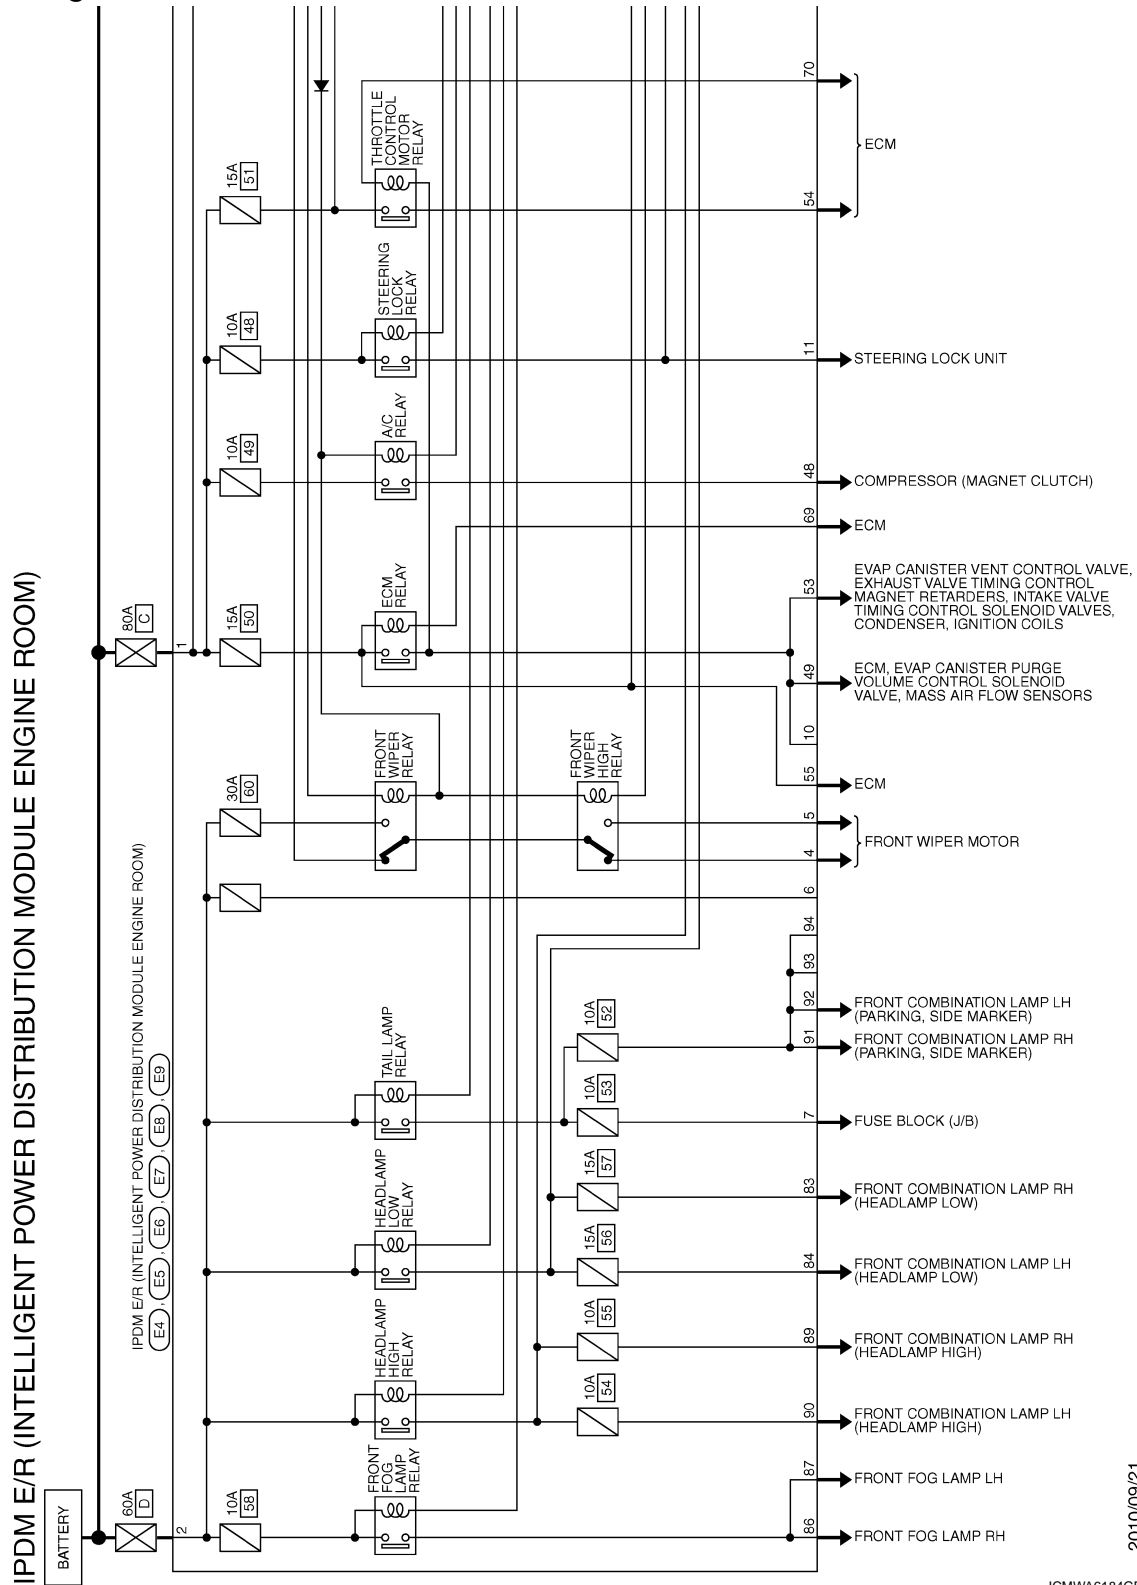 IPDM E/R (INTELLIGENT POWER DISTRIBUTION MODULE ENGINE ROOM)
BATTERY
80A
C
1
60A
D
2
IPDM E/R (INTELLIGENT POWER DISTRIBUTION MODULE ENGINE ROOM)
E4 , E5 , E6 , E7 , E8 , E9
15A
51
THROTTLE
CONTROL
MOTOR
RELAY
70
54
ECM
10A
48
STEERING
LOCK
RELAY
11
STEERING LOCK UNIT
10A
49
A/C
RELAY
48
COMPRESSOR (MAGNET CLUTCH)
69
ECM
15A
50
ECM
RELAY
53
EVAP CANISTER VENT CONTROL VALVE,
EXHAUST VALVE TIMING CONTROL
MAGNET RETARDERS, INTAKE VALVE
TIMING CONTROL SOLENOID VALVES,
CONDENSER, IGNITION COILS
49
ECM, EVAP CANISTER PURGE
VOLUME CONTROL SOLENOID
VALVE, MASS AIR FLOW SENSORS
10
55
ECM
30A
60
FRONT
WIPER
RELAY
FRONT
WIPER
HIGH
RELAY
5
4
FRONT WIPER MOTOR
6
94
93
92
FRONT COMBINATION LAMP LH
(PARKING, SIDE MARKER)
10A
52
91
FRONT COMBINATION LAMP RH
(PARKING, SIDE MARKER)
TAIL LAMP
RELAY
10A
53
7
FUSE BLOCK (J/B)
15A
57
83
FRONT COMBINATION LAMP RH
(HEADLAMP LOW)
HEADLAMP
LOW
RELAY
15A
56
84
FRONT COMBINATION LAMP LH
(HEADLAMP LOW)
10A
55
89
FRONT COMBINATION LAMP RH
(HEADLAMP HIGH)
HEADLAMP
HIGH
RELAY
10A
54
90
FRONT COMBINATION LAMP LH
(HEADLAMP HIGH)
87
FRONT FOG LAMP LH
10A
58
FRONT
FOG
LAMP
RELAY
86
FRONT FOG LAMP RH
2010/09/21